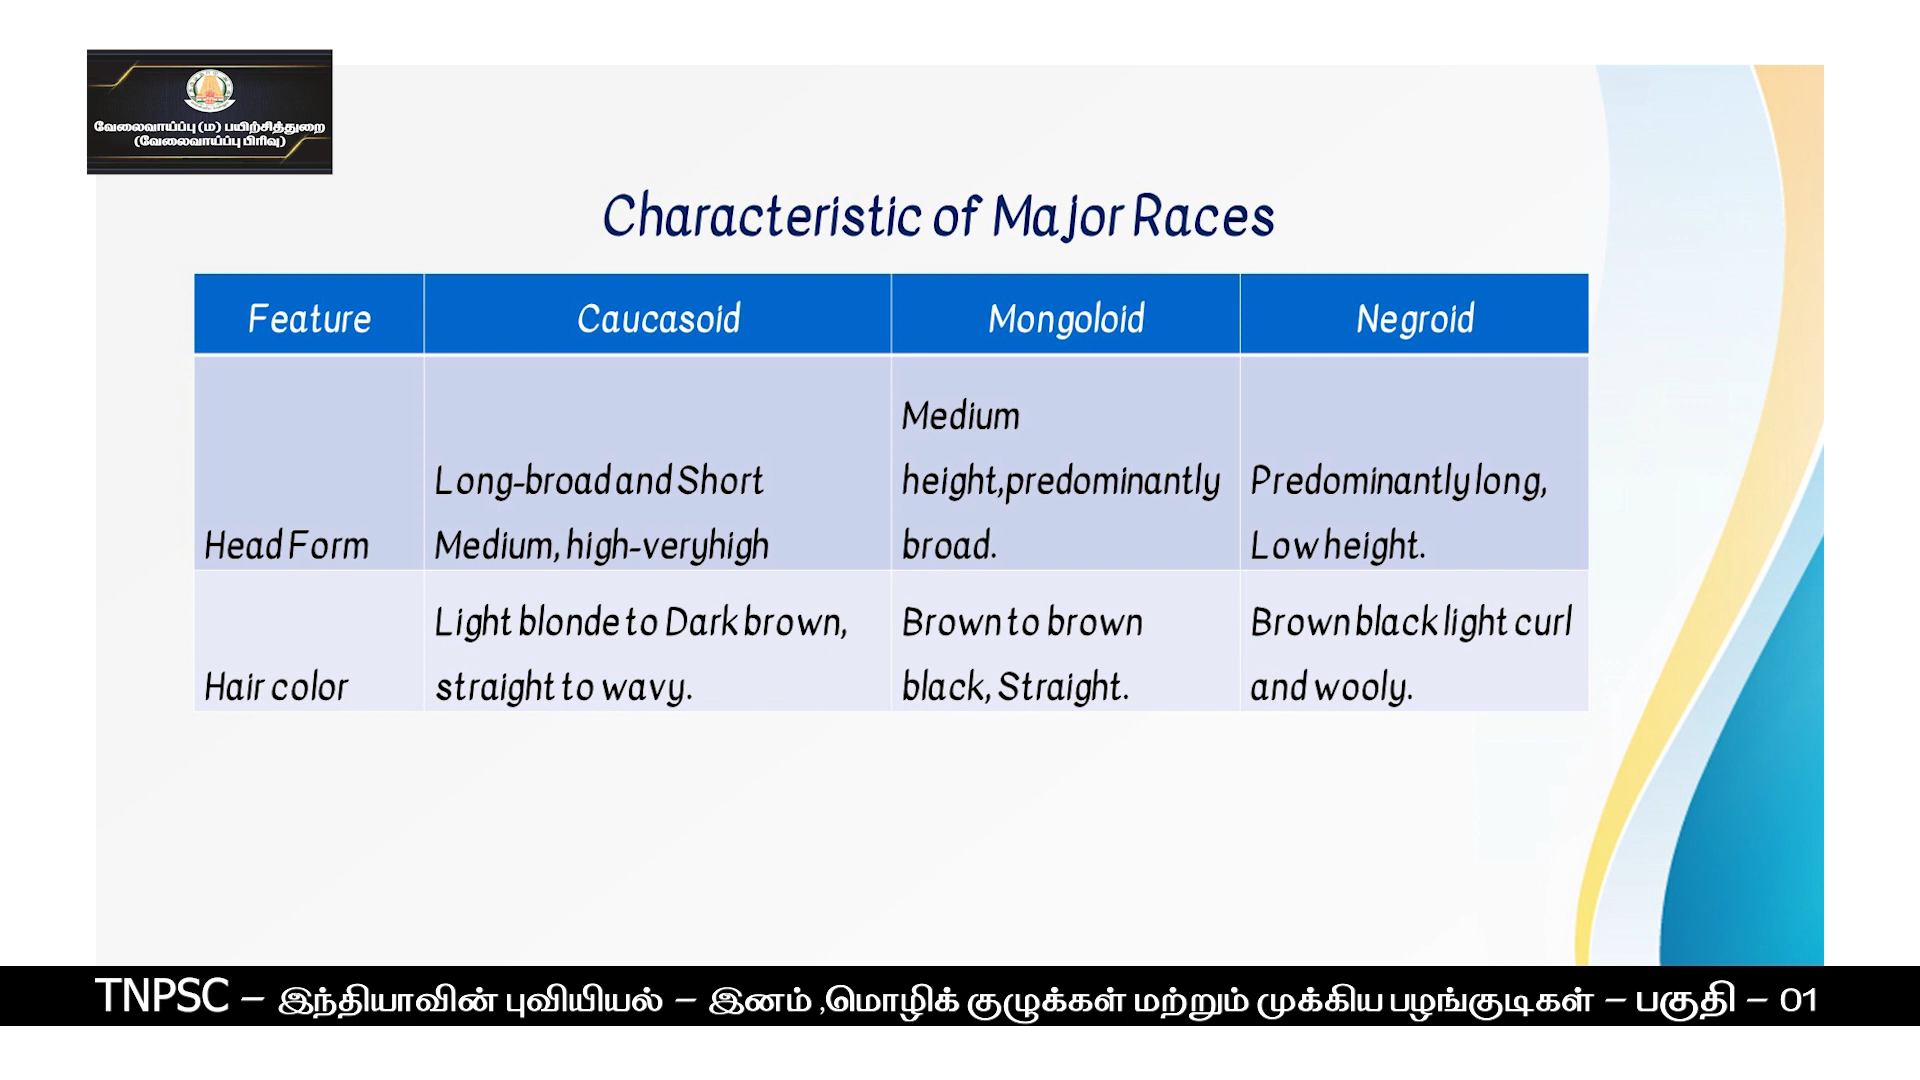 வேலைவாய்ப்பு (ம) பயிற்சித்துறை
(வேலைவாய்ப்பு பிரிவு)
Characteristic of Major Races
Feature Caucasoid Mongoloid Negroid
Head Form
Long-broad and Short
Medium, high-veryhigh
Medium
height,predominantly
broad.
Predominantly long,
Low height.
Hair color
Light blonde to Dark brown,
straight to wavy.
Brown to brown
black, Straight.
Brown black light curl
and wooly.
TNPSC – இந்தியாவின் புவியியல் – இனம் ,மொழிக் குழுக்கள் மற்றும் முக்கிய பழங்குடிகள் – பகுதி – 01